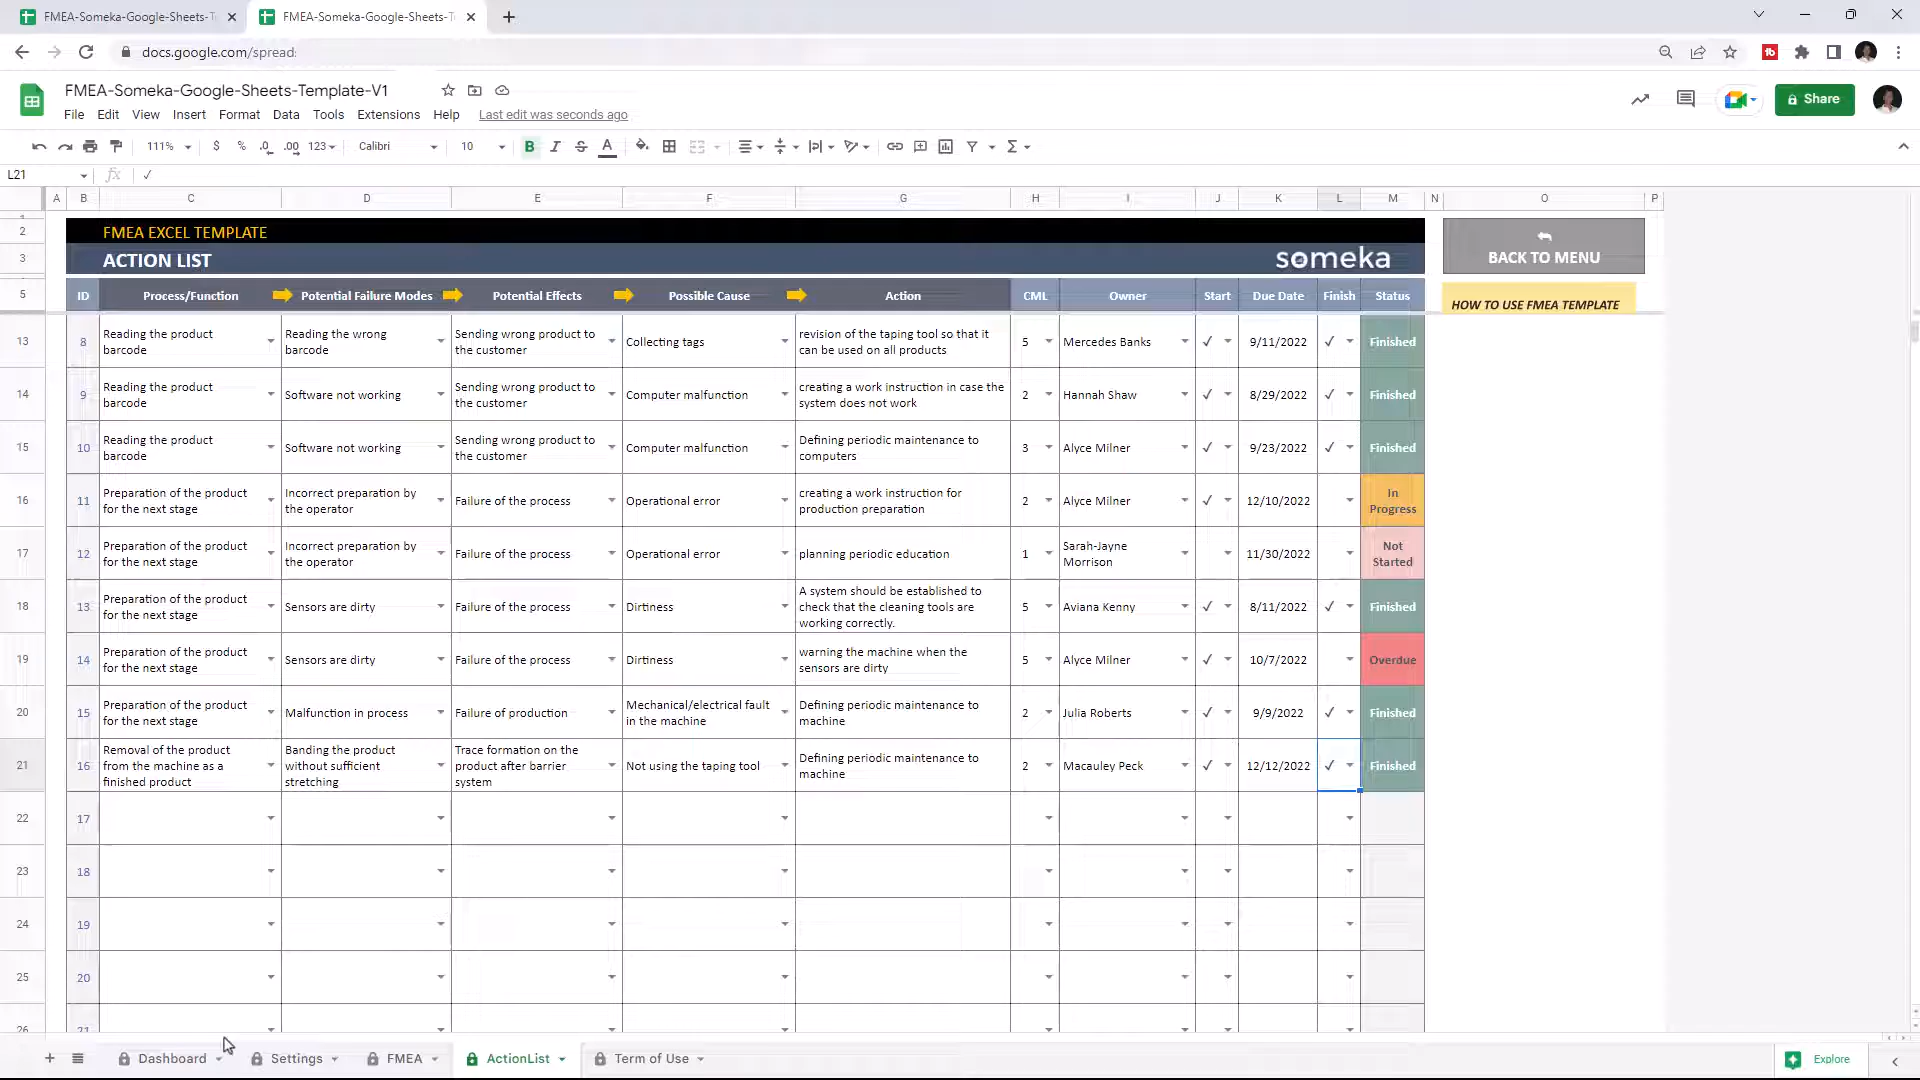 FMEA-Someka-Google-Sheets-T
FMEA-Someka-Google-Sheets-T
docs.google.com/spread
FMEA-Someka-Google-Sheets-Template-V1
File Edit View Insert Format Data Tools Extensions Help Last edit was seconds ago
Share
111% $ % .0 .00 123 Calibri 10 B I S A
L21 fx ✓
A B C D E F G H I J K L M N O P
2 FMEA EXCEL TEMPLATE
3 ACTION LIST someka
BACK TO MENU
5 ID Process/Function Potential Failure Modes Potential Effects Possible Cause Action CML Owner Start Due Date Finish Status
HOW TO USE FMEA TEMPLATE
13 8 Reading the product barcode Reading the wrong barcode Sending wrong product to the customer Collecting tags revision of the taping tool so that it can be used on all products 5 Mercedes Banks ✓ 9/11/2022 ✓ Finished
14 9 Reading the product barcode Software not working Sending wrong product to the customer Computer malfunction creating a work instruction in case the system does not work 2 Hannah Shaw ✓ 8/29/2022 ✓ Finished
15 10 Reading the product barcode Software not working Sending wrong product to the customer Computer malfunction Defining periodic maintenance to computers 3 Alyce Milner ✓ 9/23/2022 ✓ Finished
16 11 Preparation of the product for the next stage Incorrect preparation by the operator Failure of the process Operational error creating a work instruction for production preparation 2 Alyce Milner ✓ 12/10/2022 In Progress
17 12 Preparation of the product for the next stage Incorrect preparation by the operator Failure of the process Operational error planning periodic education 1 Sarah-Jayne Morrison 11/30/2022 Not Started
18 13 Preparation of the product for the next stage Sensors are dirty Failure of the process Dirtiness A system should be established to check that the cleaning tools are working correctly. 5 Aviana Kenny ✓ 8/11/2022 ✓ Finished
19 14 Preparation of the product for the next stage Sensors are dirty Failure of the process Dirtiness warning the machine when the sensors are dirty 5 Alyce Milner ✓ 10/7/2022 Overdue
20 15 Preparation of the product for the next stage Malfunction in process Failure of production Mechanical/electrical fault in the machine Defining periodic maintenance to machine 2 Julia Roberts ✓ 9/9/2022 ✓ Finished
21 16 Removal of the product from the machine as a finished product Banding the product without sufficient stretching Trace formation on the product after barrier system Not using the taping tool Defining periodic maintenance to machine 2 Macauley Peck ✓ 12/12/2022 ✓ Finished
22 17
23 18
24 19
25 20
26 21
Dashboard Settings FMEA ActionList Term of Use Explore